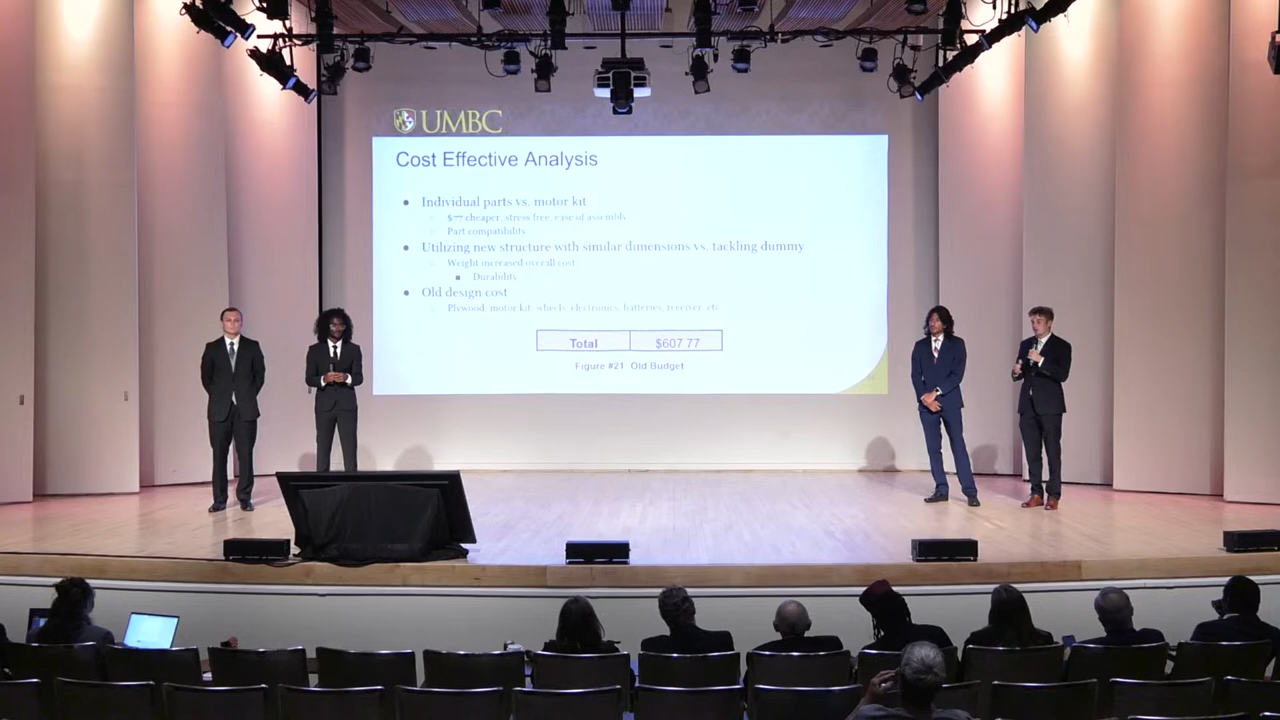 UMBC
Cost Effective Analysis
Individual parts vs. motor kit
cheaper, stress free, ease of assembly
Part compatibility
Utilizing new structure with similar dimensions vs. tackling dummy
Weight increased overall cost
Durability
Old design cost
Plywood, motor kit, wheels, electronics, batteries, receiver, etc
Total $607.77
Figure #21 Old Budget